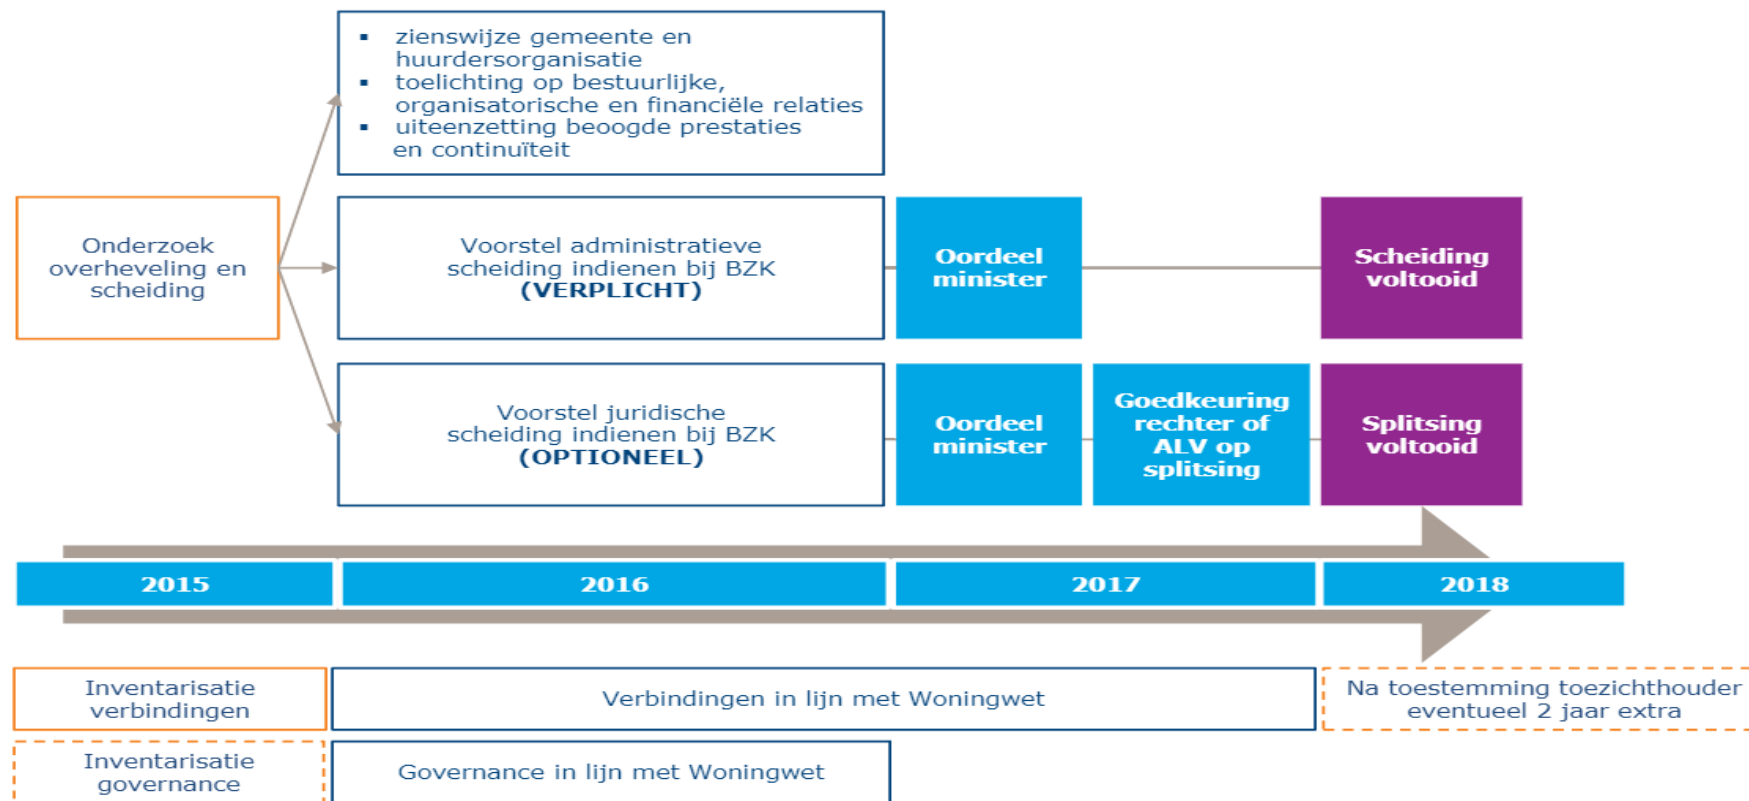 ▪ zienswijze gemeente en
huurdersorganisatie
▪ toelichting op bestuurlijke,
organisatorische en financiële relaties
▪ uiteenzetting beoogde prestaties
en continuïteit
Onderzoek
overheveling en
scheiding
Voorstel administratieve
scheiding indienen bij BZK
(VERPLICHT)
Oordeel
minister
Scheiding
voltooid
Voorstel juridische
scheiding indienen bij BZK
(OPTIONEEL)
Oordeel
minister
Goedkeuring
rechter of
ALV op
splitsing
Splitsing
voltooid
2015
2016
2017
2018
Inventarisatie
verbindingen
Verbindingen in lijn met Woningwet
Na toestemming toezichthouder
eventueel 2 jaar extra
Inventarisatie
governance
Governance in lijn met Woningwet